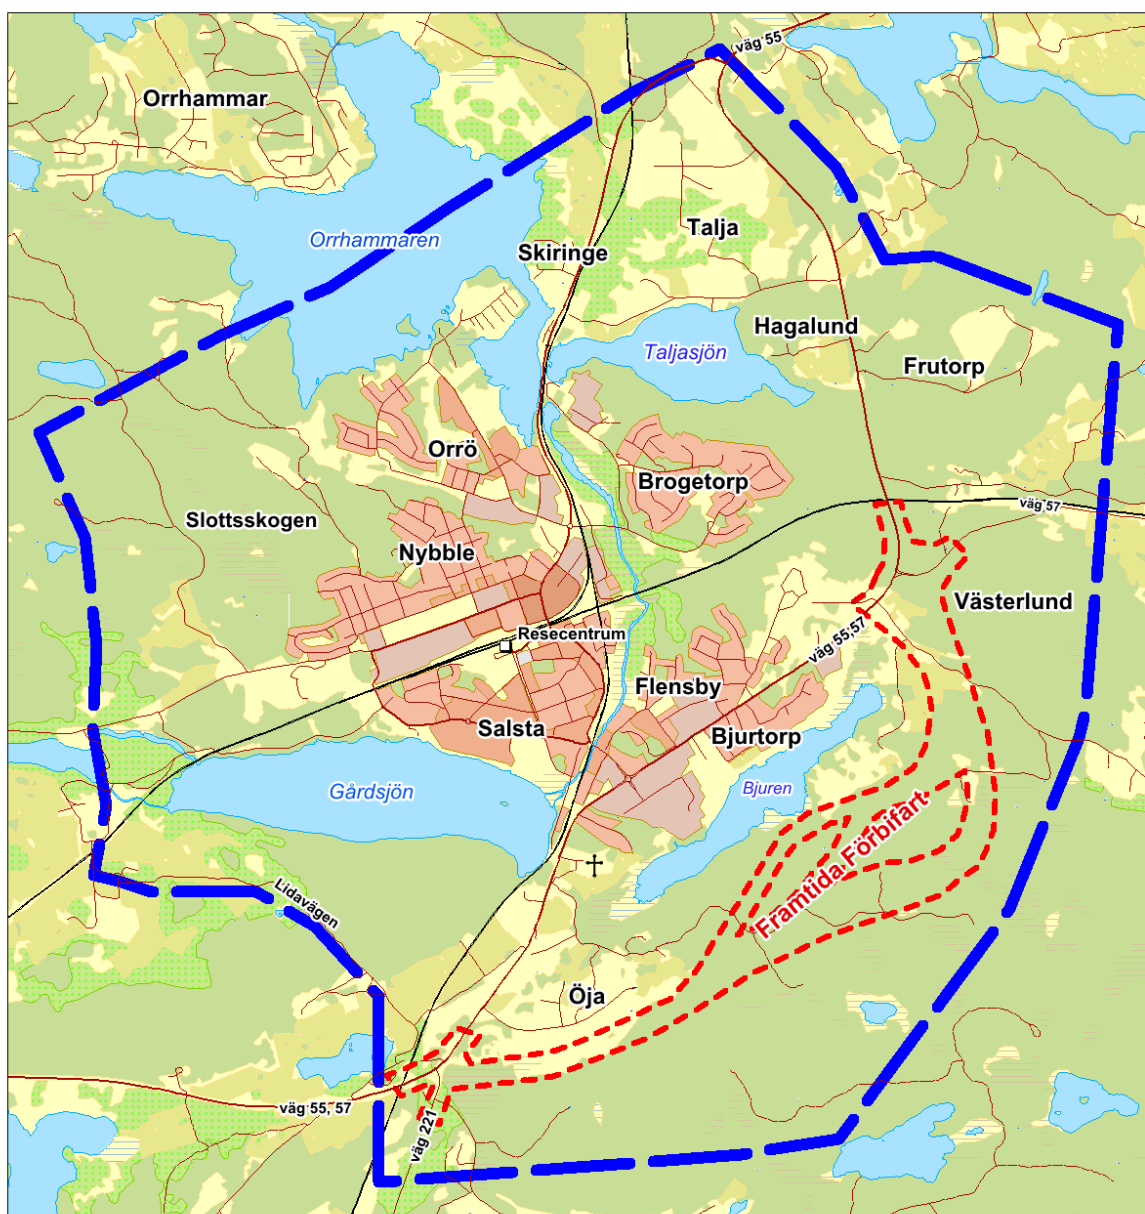 väg 55
Orrhammar
Talja
Orrhammaren
Skiringe
Hagalund
Taljasjön
Frutorp
Orrö
Brogetorp
väg 57
Slottsskogen
Nybble
Västerlund
Resecentrum
väg 55,57
Flensby
Salsta
Bjurtorp
Gårdsjön
Bjuren
Framtida Förbifart
Lidavägen
Öja
väg 55, 57
väg 221